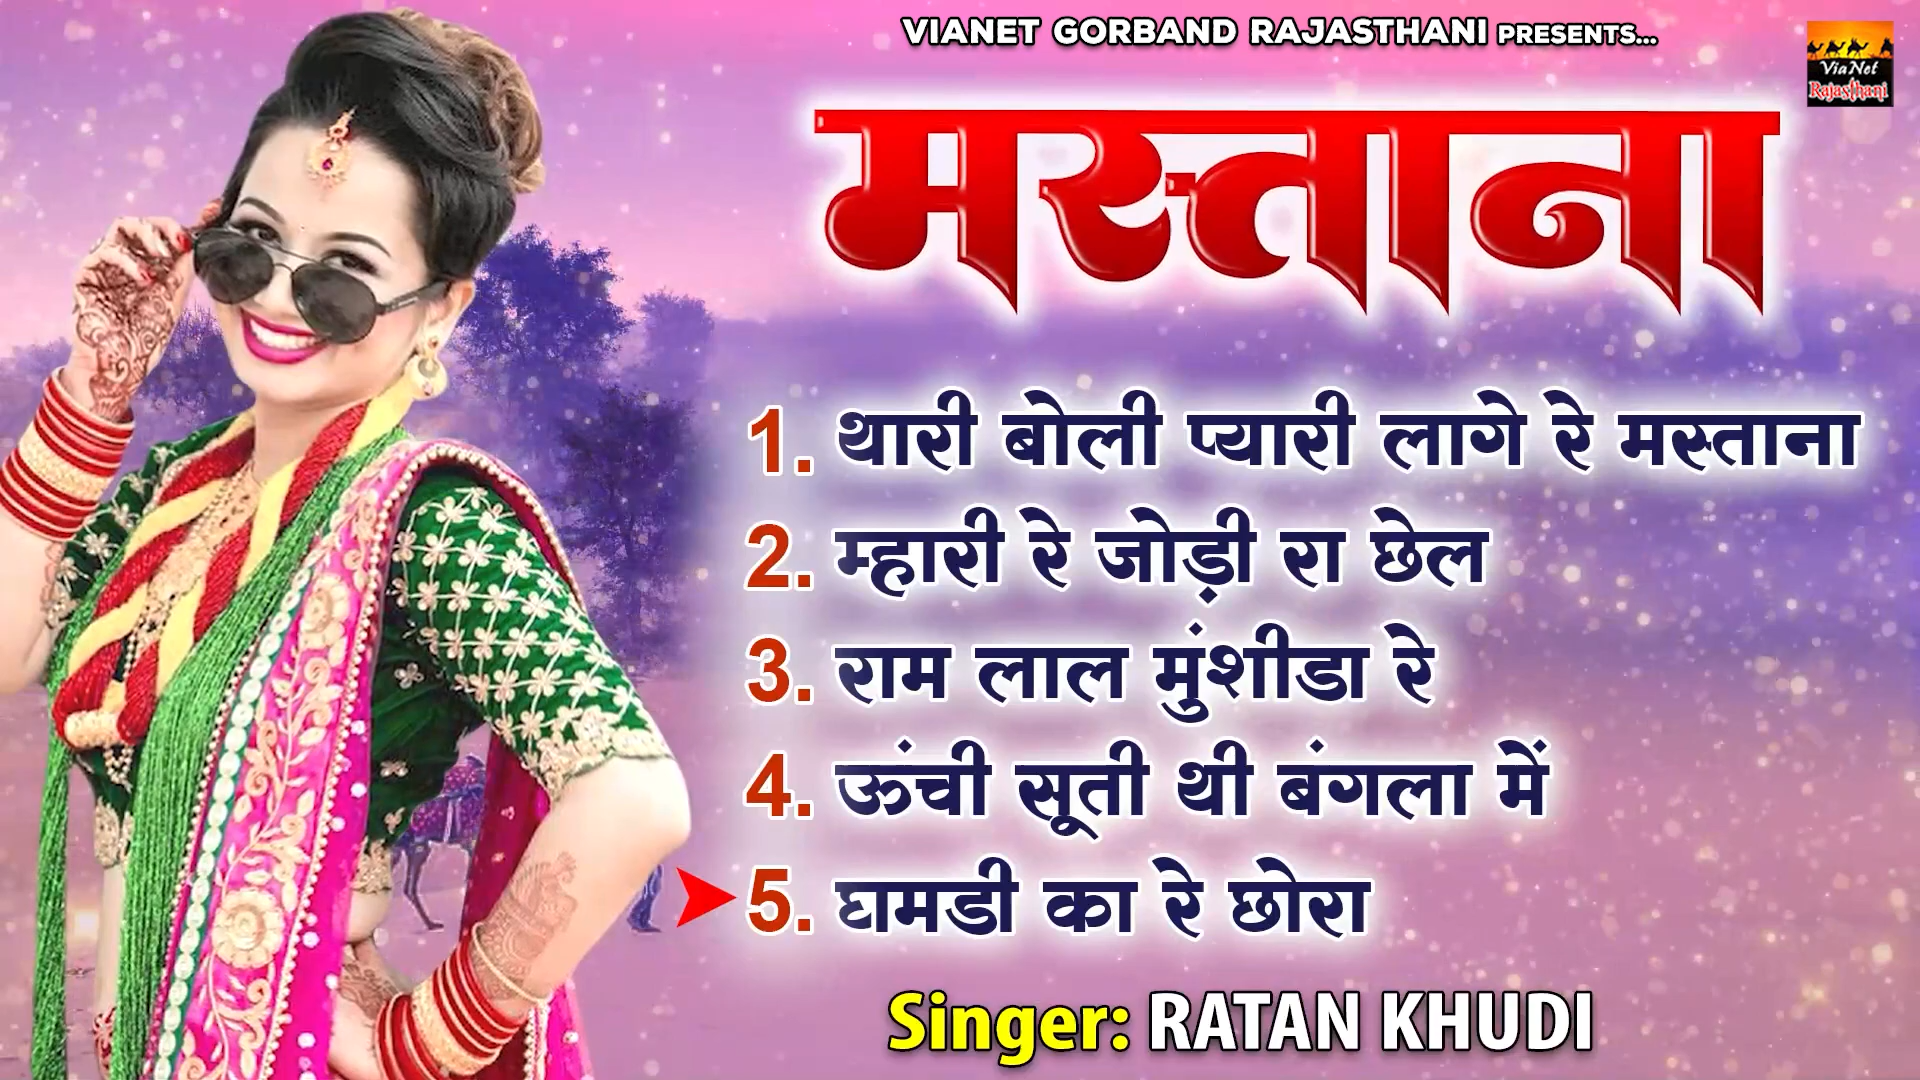 VIANET GORBAND RAJASTHANI PRESENTS...
ViaNet
Rajasthani
मस्ताना
1. थारी बोली प्यारी लागे रे मस्ताना
2. म्हारी रे जोड़ी रा छेल
3. राम लाल मुंशीडा रे
4. ऊंची सूती थी बंगला में
5. घमडी का रे छोरा
Singer: RATAN KHUDI